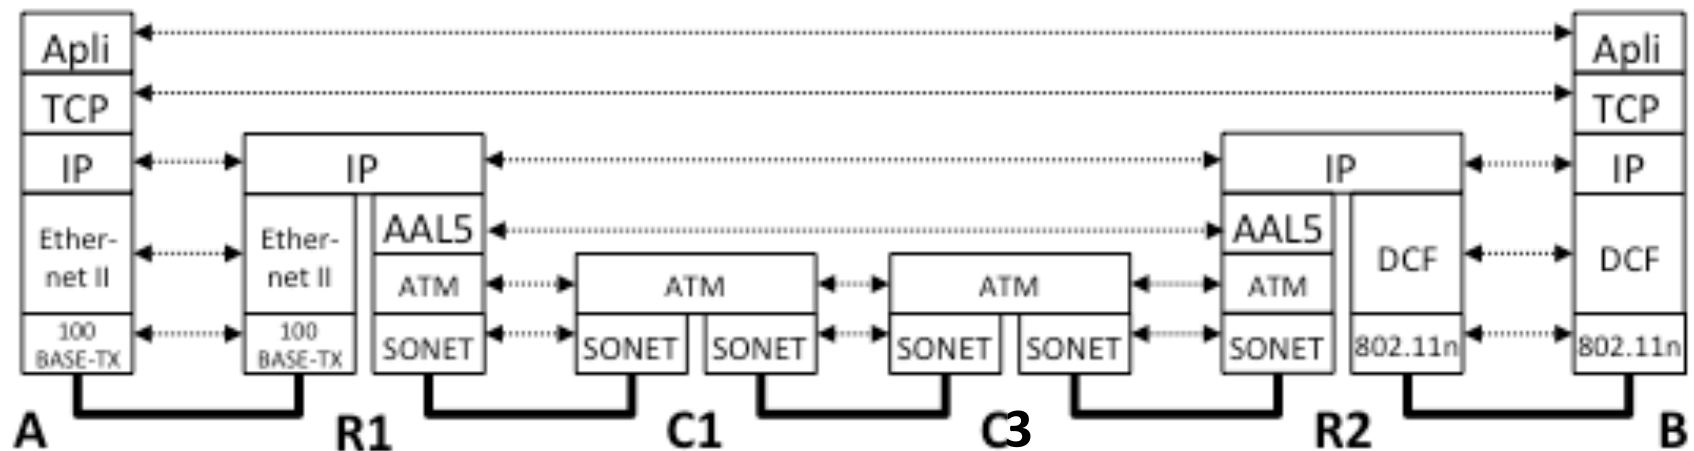 Apli Apli
TCP TCP
IP IP IP IP
Ether- Ether- AAL5 AAL5 DCF DCF
net II net II ATM ATM ATM ATM
100 100
BASE-TX BASE-TX SONET SONET SONET SONET SONET SONET 802.11n 802.11n
A R1 C1 C3 R2 B